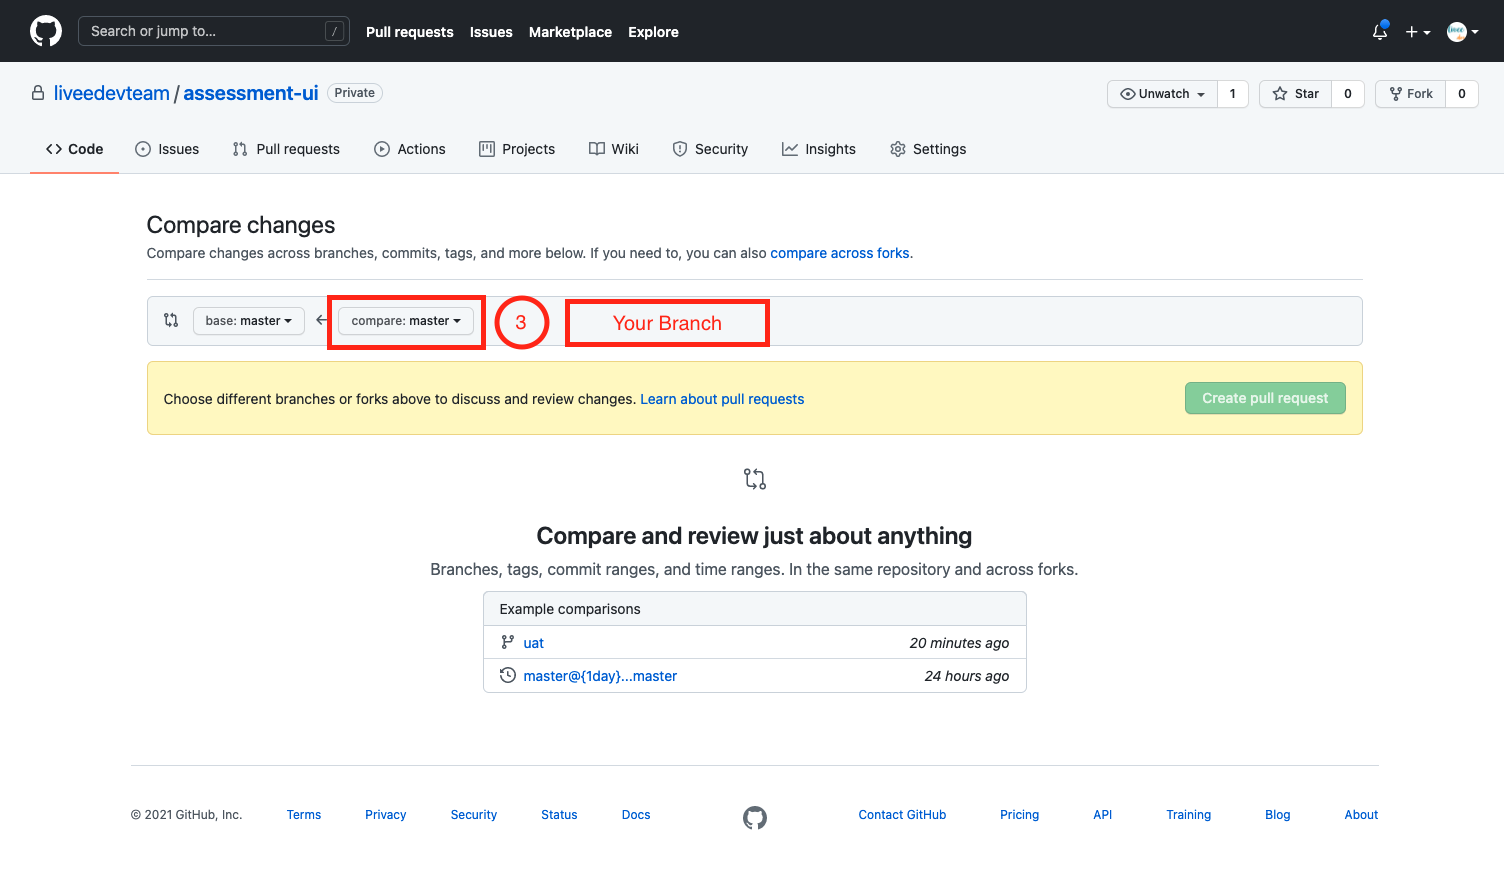 Search or jump to... /
Pull requests Issues Marketplace Explore
liveedevteam / assessment-ui Private
Unwatch 1 Star 0 Fork 0
Code Issues Pull requests Actions Projects Wiki Security Insights Settings
Compare changes
Compare changes across branches, commits, tags, and more below. If you need to, you can also compare across forks.
base: master compare: master 3 Your Branch
Choose different branches or forks above to discuss and review changes. Learn about pull requests
Create pull request
Compare and review just about anything
Branches, tags, commit ranges, and time ranges. In the same repository and across forks.
Example comparisons
uat 20 minutes ago
master@{1day}...master 24 hours ago
© 2021 GitHub, Inc. Terms Privacy Security Status Docs Contact GitHub Pricing API Training Blog About